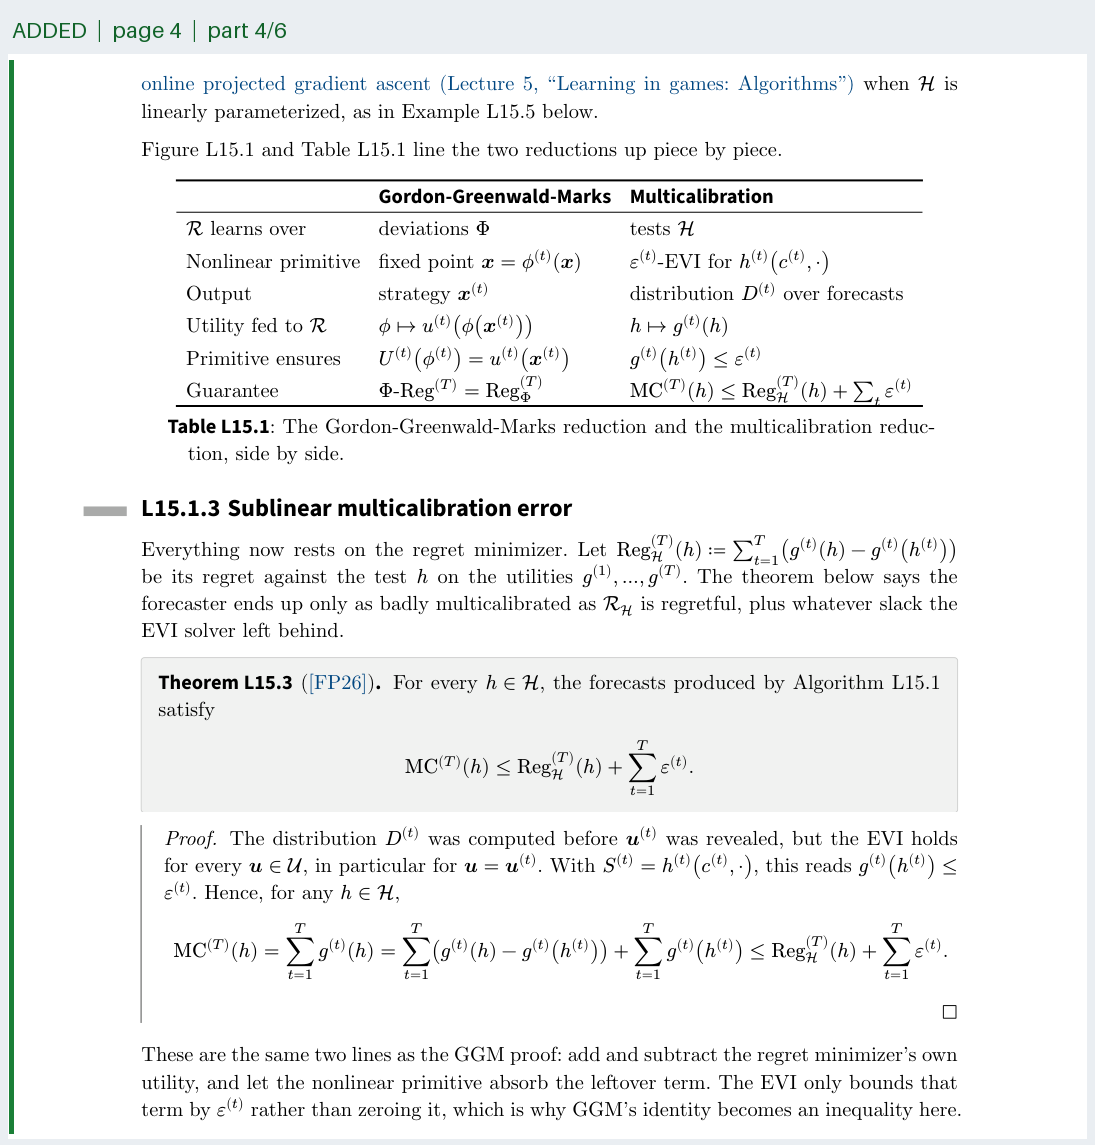 ADDED | page 4 | part 4/6
online projected gradient ascent (Lecture 5, “Learning in games: Algorithms”) when ℋ is
linearly parameterized, as in Example L15.5 below.
Figure L15.1 and Table L15.1 line the two reductions up piece by piece.
Gordon-Greenwald-Marks Multicalibration
ℛ learns over deviations Φ tests ℋ
Nonlinear primitive fixed point 𝒙 = ϕ^(t)(𝒙) ε^(t)-EVI for h^(t)(c^(t), ·)
Output strategy 𝒙^(t) distribution D^(t) over forecasts
Utility fed to ℛ ϕ ↦ u^(t)(ϕ(𝒙^(t))) h ↦ g^(t)(h)
Primitive ensures U^(t)(ϕ^(t)) = u^(t)(𝒙^(t)) g^(t)(h^(t)) ≤ ε^(t)
Guarantee Φ-Reg^(T) = Reg_Φ^(T) MC^(T)(h) ≤ Reg_ℋ^(T)(h) + ∑_t ε^(t)
Table L15.1: The Gordon-Greenwald-Marks reduction and the multicalibration reduc-
tion, side by side.
L15.1.3 Sublinear multicalibration error
Everything now rests on the regret minimizer. Let Reg_ℋ^(T)(h) ≔ ∑_{t=1}^T (g^(t)(h) − g^(t)(h^(t)))
be its regret against the test h on the utilities g^(1), ..., g^(T). The theorem below says the
forecaster ends up only as badly multicalibrated as ℛ_ℋ is regretful, plus whatever slack the
EVI solver left behind.
Theorem L15.3 ([FP26]). For every h ∈ ℋ, the forecasts produced by Algorithm L15.1
satisfy
MC^(T)(h) ≤ Reg_ℋ^(T)(h) + ∑_{t=1}^T ε^(t).
Proof. The distribution D^(t) was computed before 𝒖^(t) was revealed, but the EVI holds
for every 𝒖 ∈ 𝒰, in particular for 𝒖 = 𝒖^(t). With S^(t) = h^(t)(c^(t), ·), this reads g^(t)(h^(t)) ≤
ε^(t). Hence, for any h ∈ ℋ,
MC^(T)(h) = ∑_{t=1}^T g^(t)(h) = ∑_{t=1}^T (g^(t)(h) − g^(t)(h^(t))) + ∑_{t=1}^T g^(t)(h^(t)) ≤ Reg_ℋ^(T)(h) + ∑_{t=1}^T ε^(t).
□
These are the same two lines as the GGM proof: add and subtract the regret minimizer’s own
utility, and let the nonlinear primitive absorb the leftover term. The EVI only bounds that
term by ε^(t) rather than zeroing it, which is why GGM’s identity becomes an inequality here.